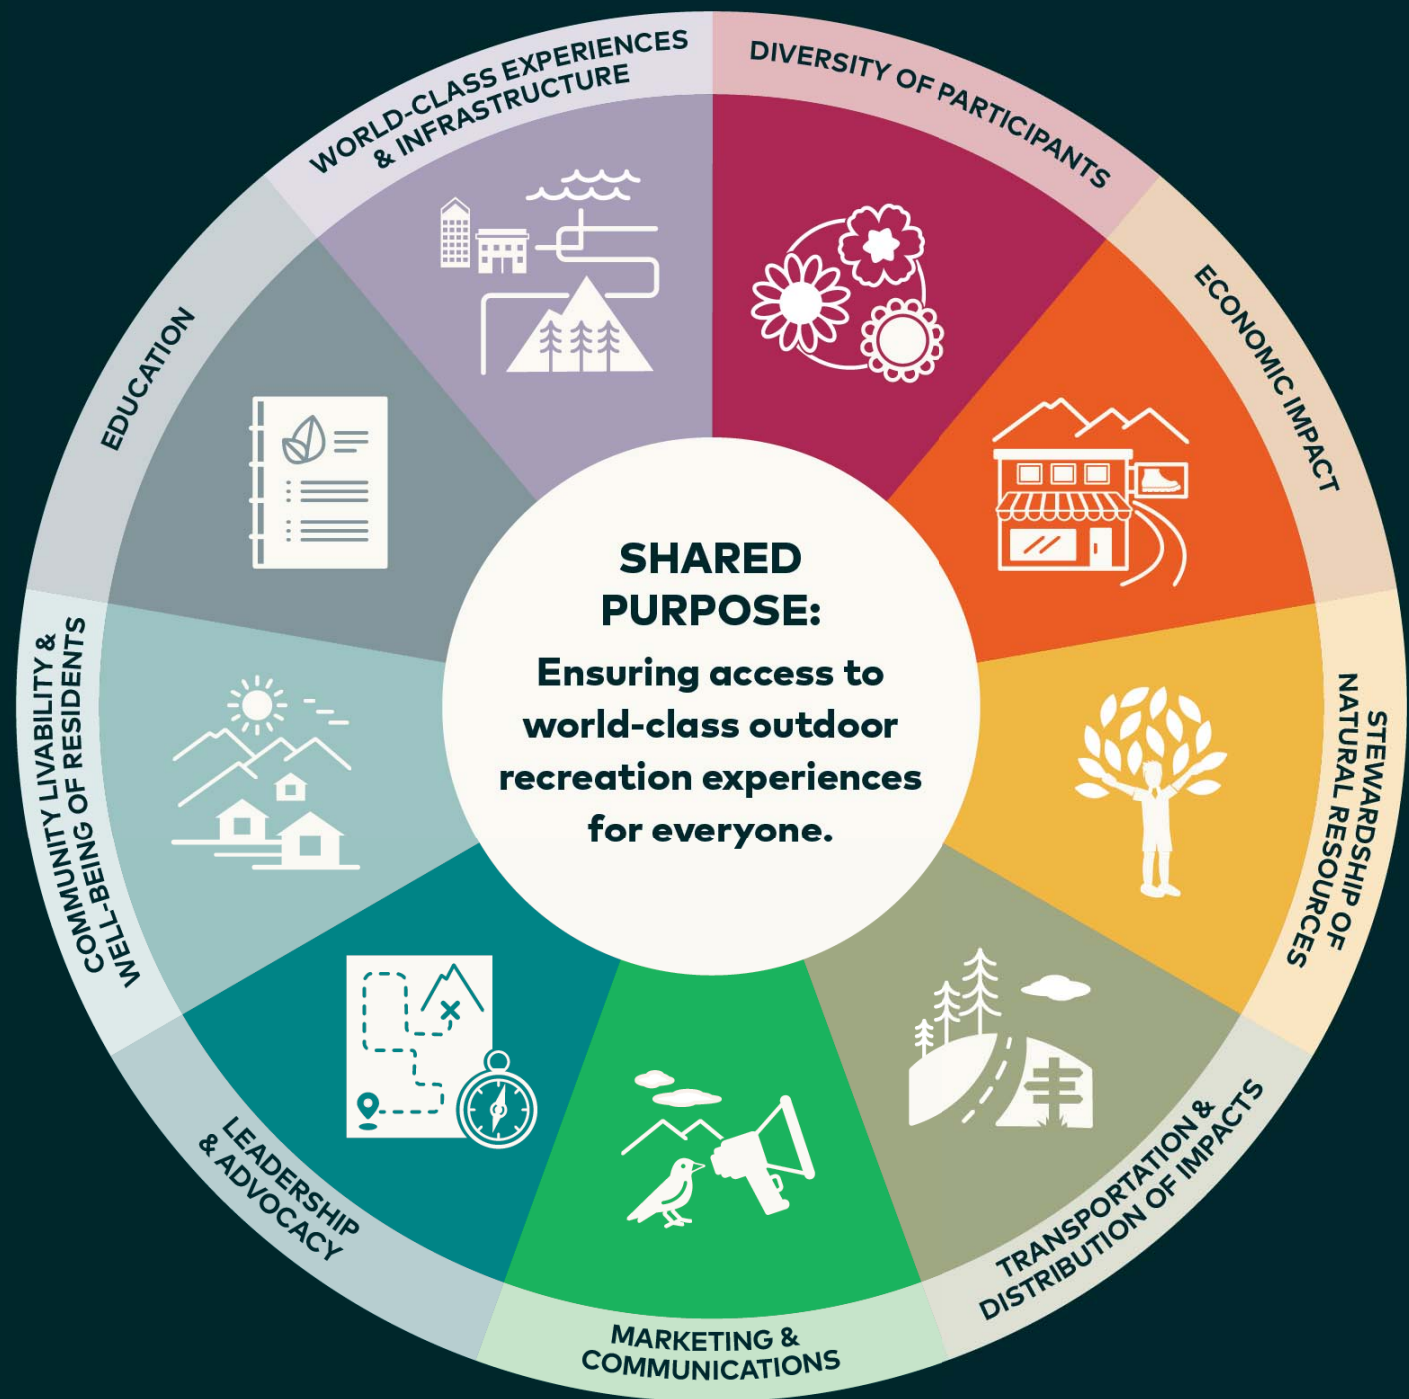 WORLD-CLASS EXPERIENCES
& INFRASTRUCTURE
DIVERSITY OF PARTICIPANTS
ECONOMIC IMPACT
STEWARDSHIP OF
NATURAL RESOURCES
TRANSPORTATION &
DISTRIBUTION OF IMPACTS
MARKETING &
COMMUNICATIONS
LEADERSHIP
& ADVOCACY
COMMUNITY LIVABILITY &
WELL-BEING OF RESIDENTS
EDUCATION
SHARED
PURPOSE:
Ensuring access to
world-class outdoor
recreation experiences
for everyone.